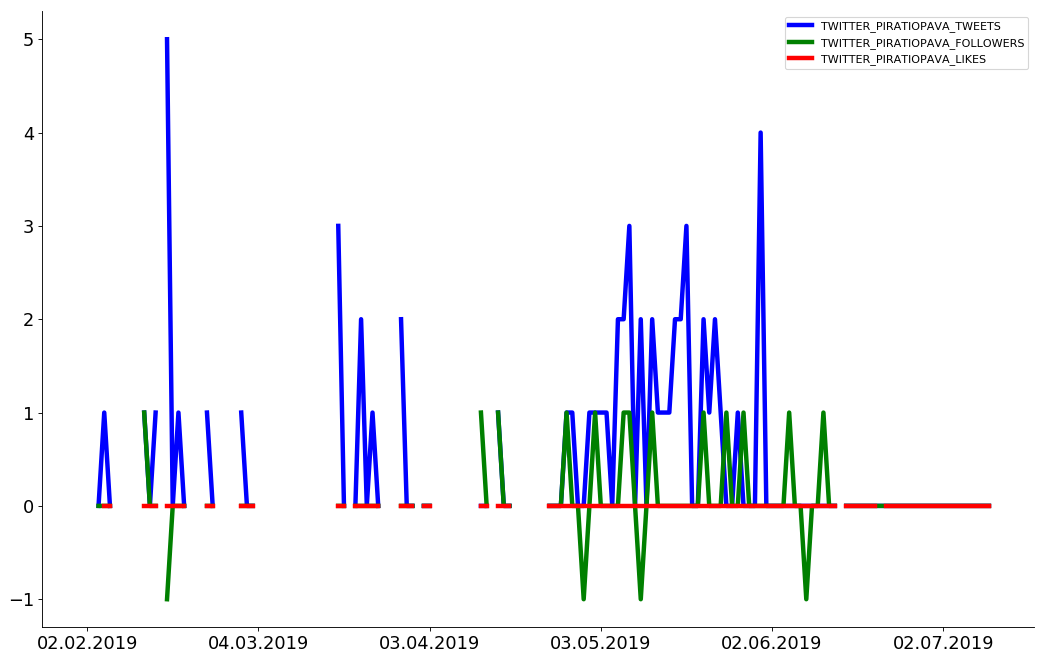 TWITTER_PIRATIOPAVA_TWEETS
TWITTER_PIRATIOPAVA_FOLLOWERS
TWITTER_PIRATIOPAVA_LIKES
5
4
3
2
1
0
−1
02.02.2019 04.03.2019 03.04.2019 03.05.2019 02.06.2019 02.07.2019